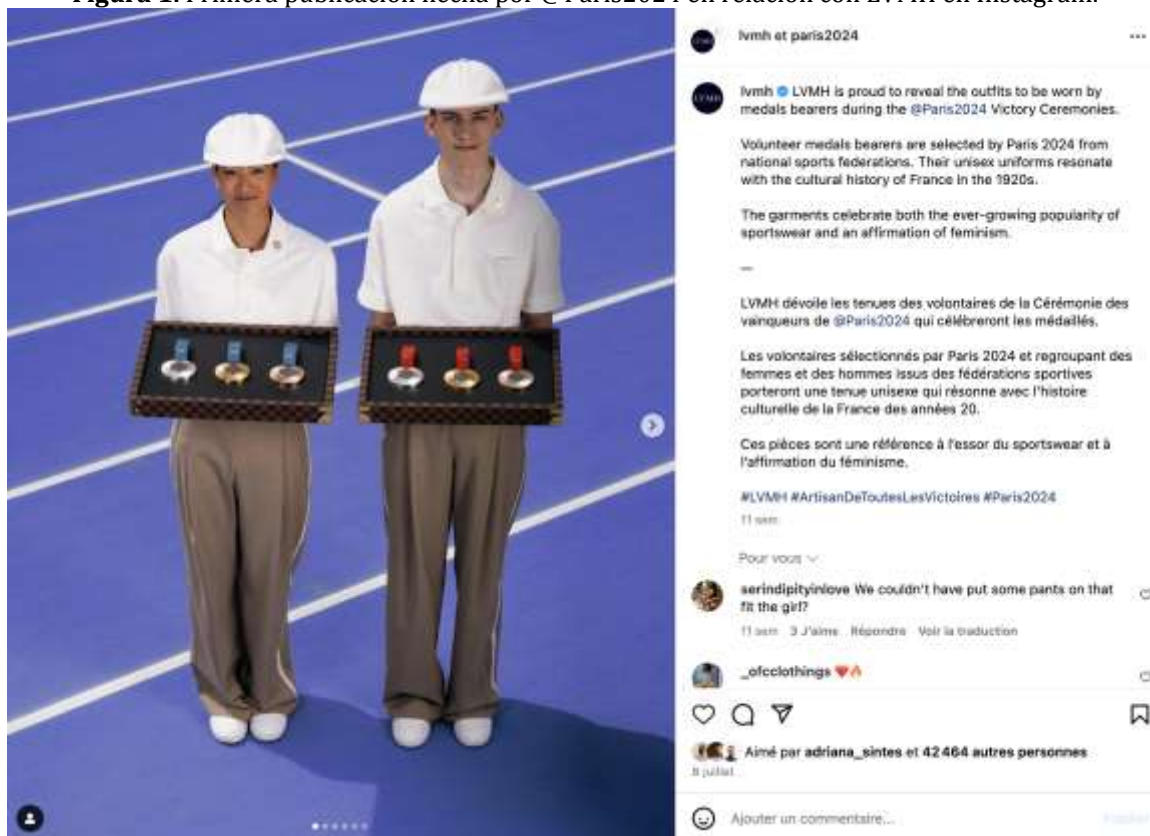 Figura 1. Primera publicación hecha por @Paris2024 en relación con LVMH en Instagram.
lvmh et paris2024
LVMH
lvmh LVMH is proud to reveal the outfits to be worn by
medals bearers during the @Paris2024 Victory Ceremonies.
Volunteer medals bearers are selected by Paris 2024 from
national sports federations. Their unisex uniforms resonate
with the cultural history of France in the 1920s.
The garments celebrate both the ever-growing popularity of
sportswear and an affirmation of feminism.
—
LVMH dévoile les tenues des volontaires de la Cérémonie des
vainqueurs de @Paris2024 qui célébreront les médaillés.
Les volontaires sélectionnés par Paris 2024 et regroupant des
femmes et des hommes issus des fédérations sportives
porteront une tenue unisexe qui résonne avec l'histoire
culturelle de la France des années 20.
Ces pièces sont une référence à l'essor du sportswear et à
l'affirmation du féminisme.
#LVMH #ArtisanDeToutesLesVictoires #Paris2024
11 sem
Pour vous
serindipityinlove We couldn't have put some pants on that
fit the girl?
11 sem 3 J'aime Répondre Voir la traduction
_ofcclothings
Aimé par adriana_sintes et 42 464 autres personnes
8 juillet
Ajouter un commentaire...